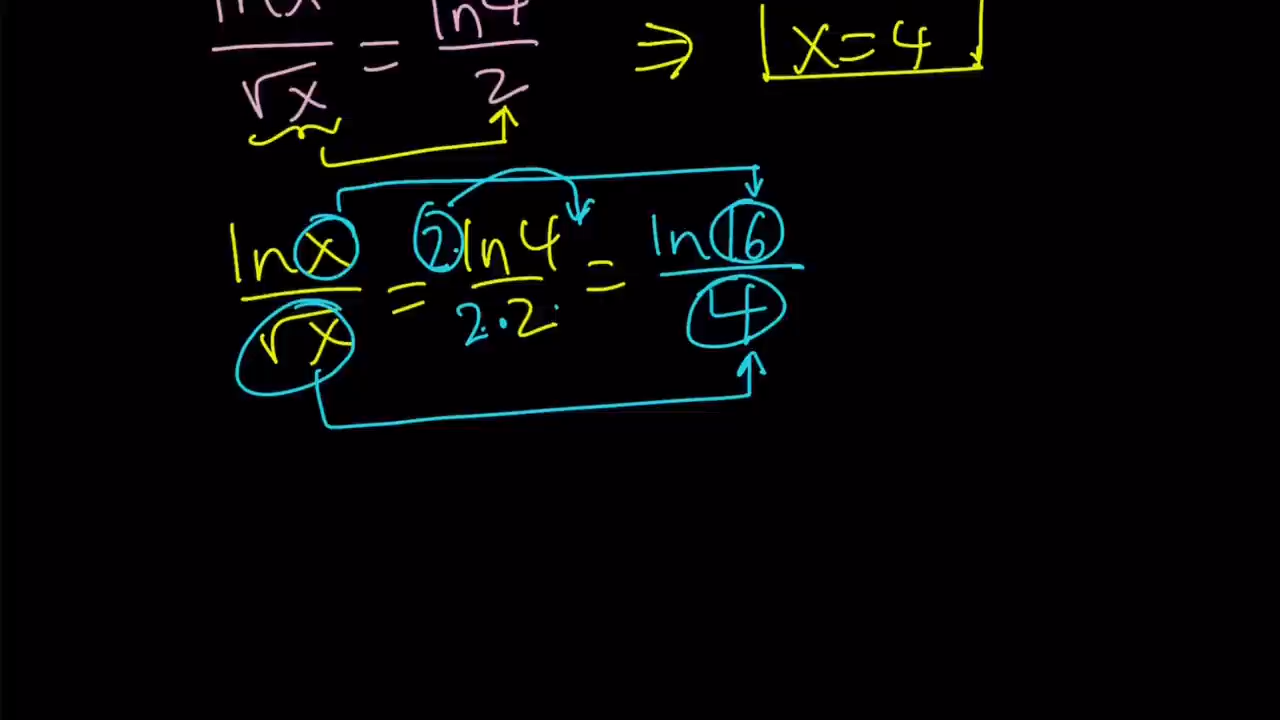 ln x / √x = ln 4 / 2 ⇒ x = 4
ln x / √x = 2·ln 4 / 2·2 = ln 16 / 4